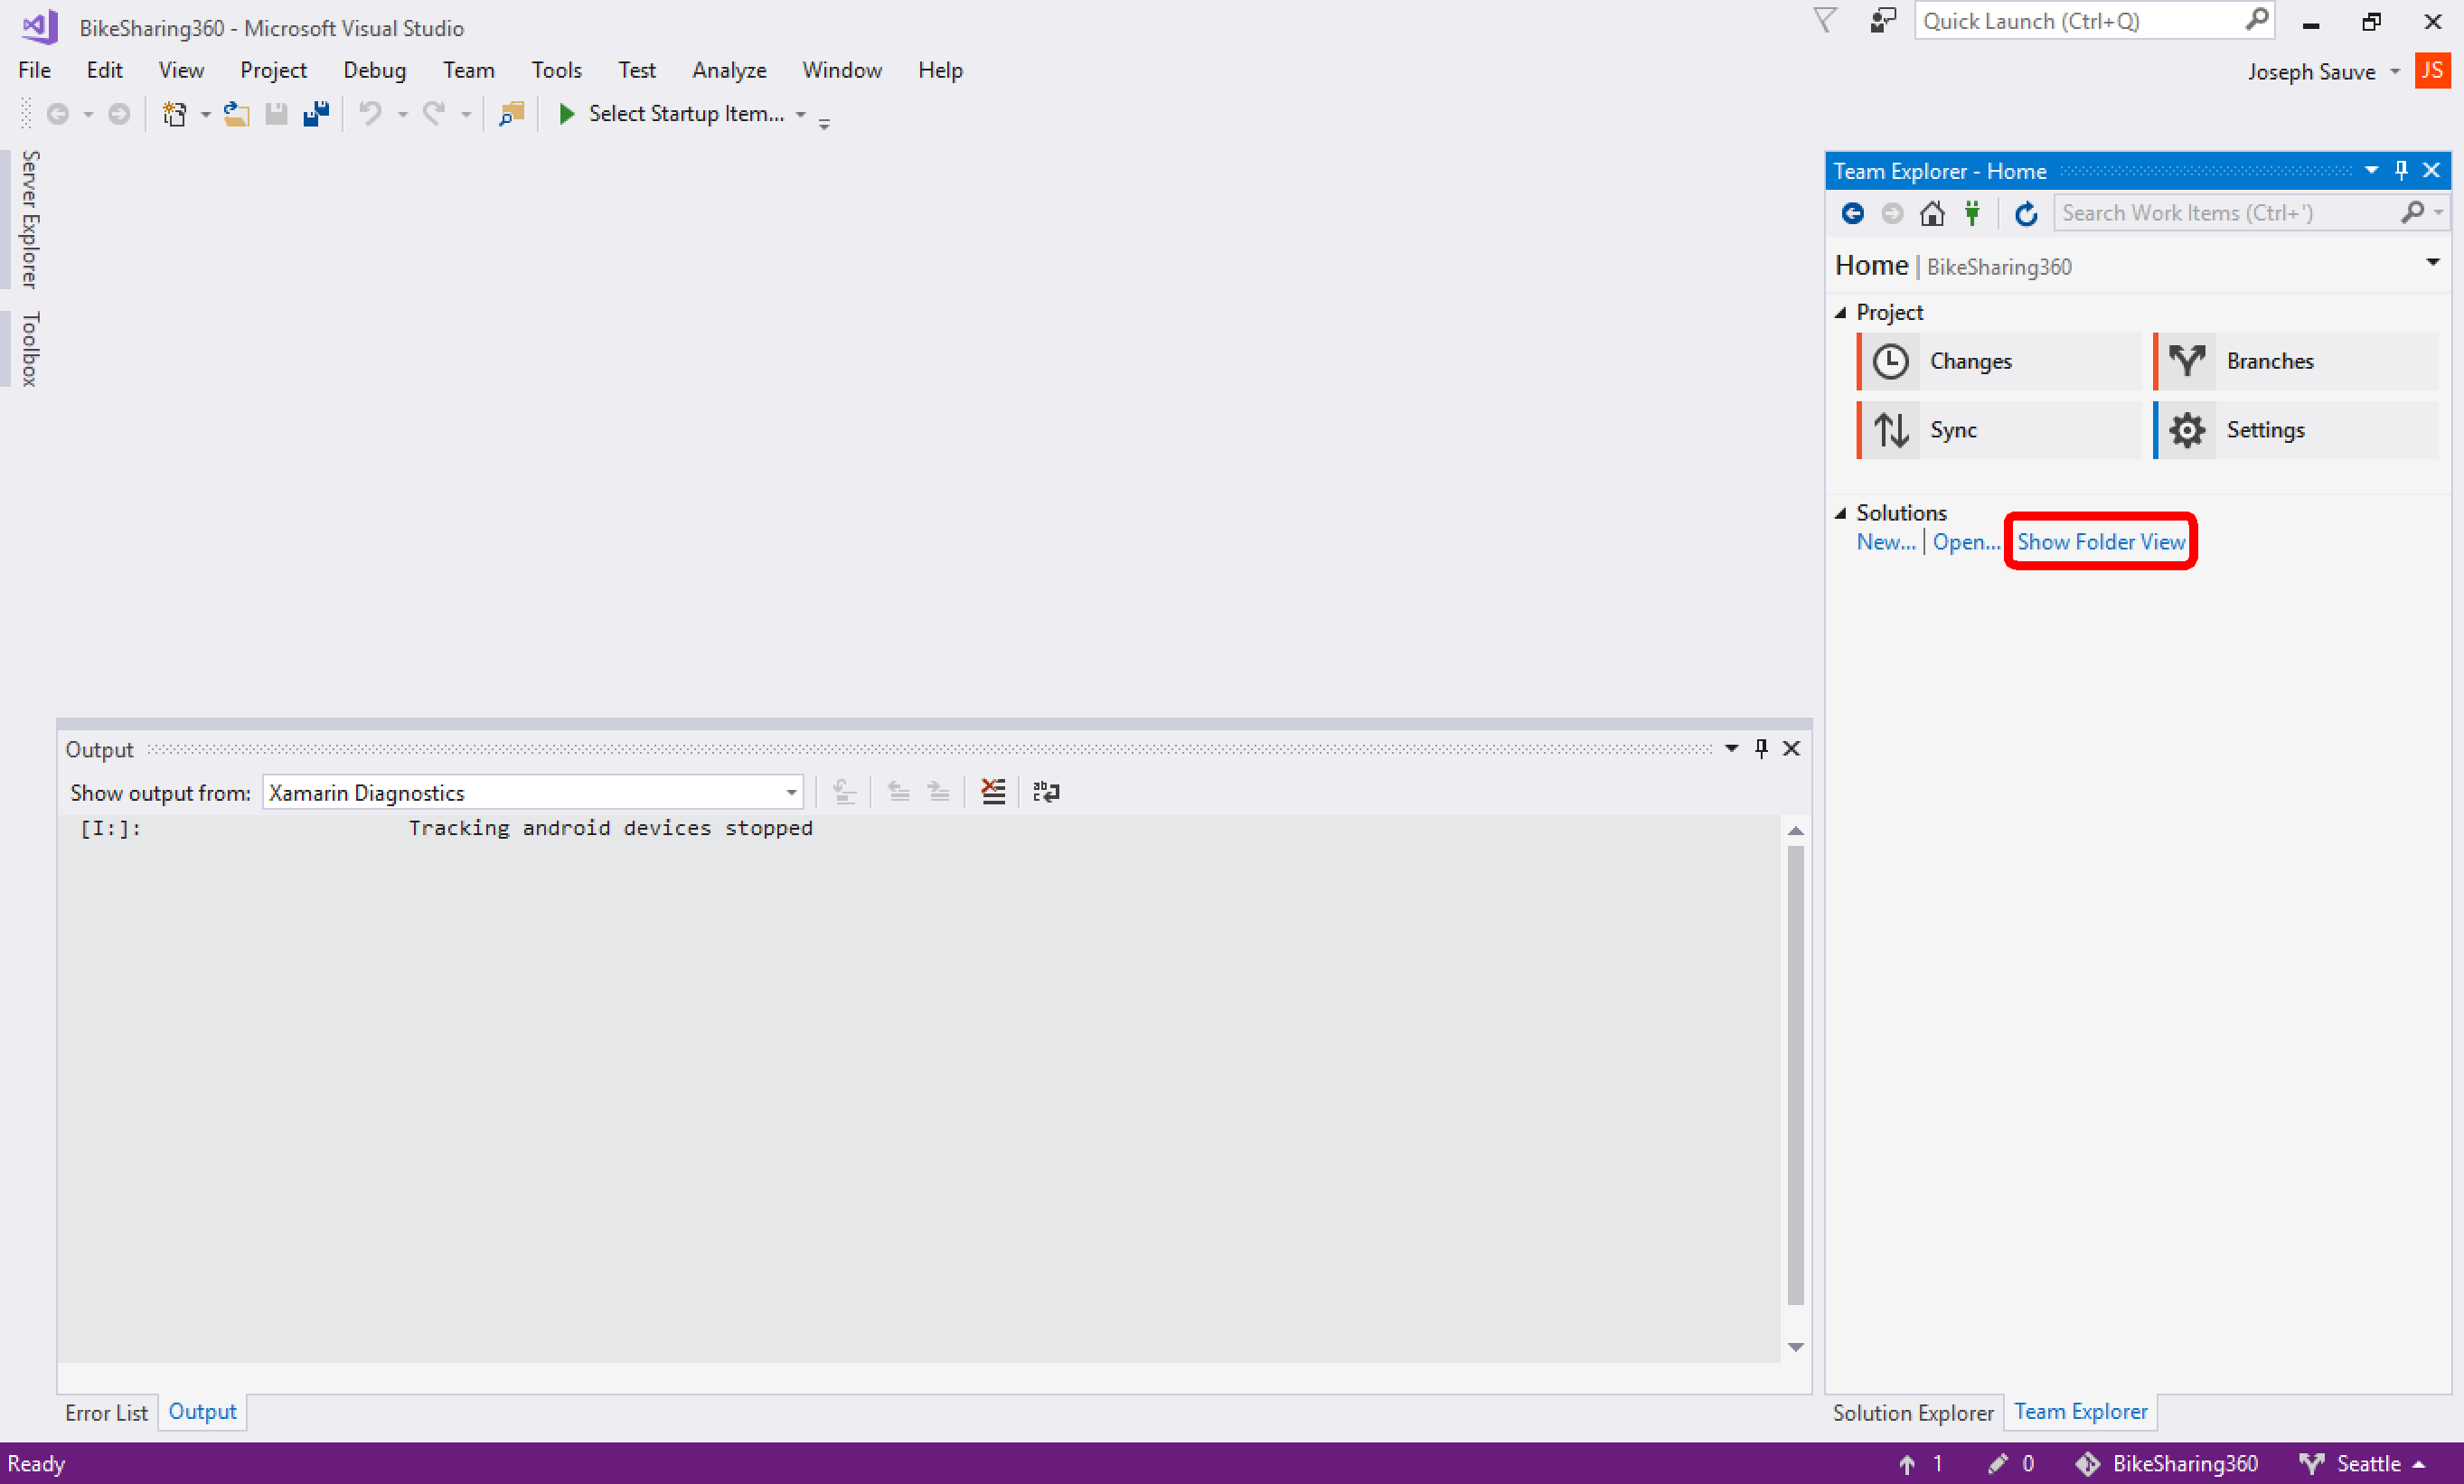 BikeSharing360 - Microsoft Visual Studio
Quick Launch (Ctrl+Q)
File Edit View Project Debug Team Tools Test Analyze Window Help
Joseph Sauve JS
Select Startup Item...
Server Explorer
Toolbox
Team Explorer - Home
Search Work Items (Ctrl+')
Home | BikeSharing360
Project
Changes Branches
Sync Settings
Solutions
New... | Open... Show Folder View
Output
Show output from: Xamarin Diagnostics
[I:]: Tracking android devices stopped
Error List Output
Solution Explorer Team Explorer
Ready 1 0 BikeSharing360 Seattle